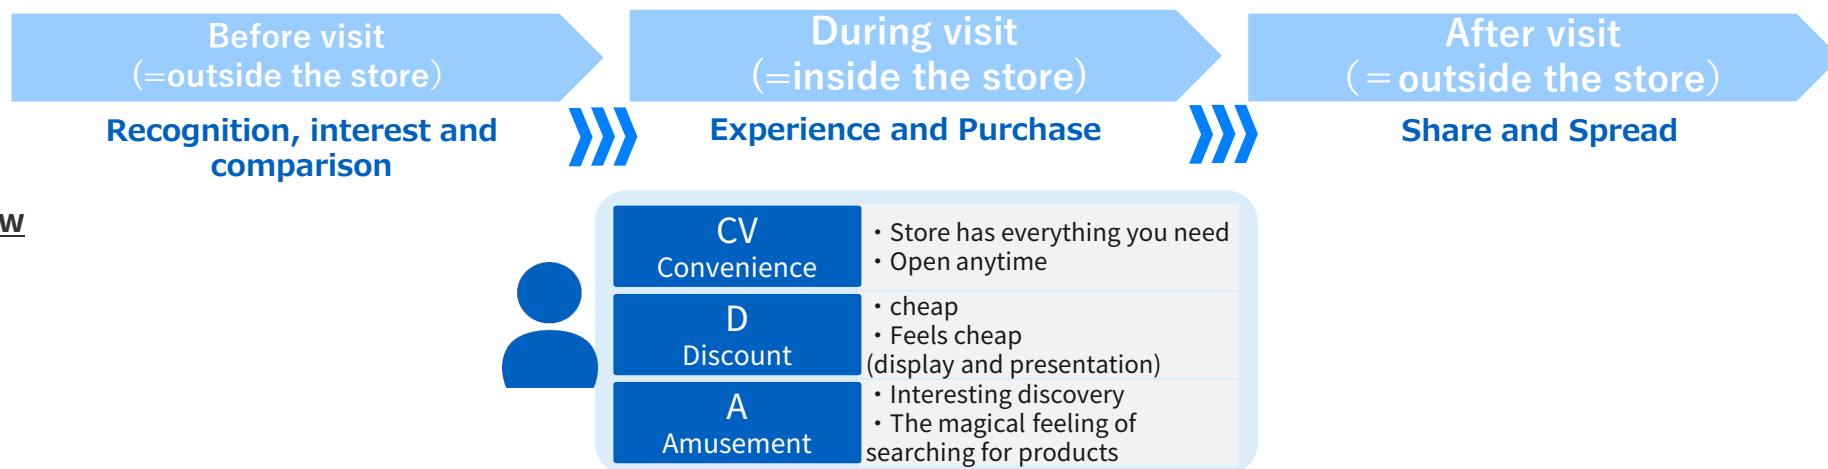 Before visit
(=outside the store）
During visit
(=inside the store)
After visit
（＝outside the store）
Recognition, interest and
comparison
Experience and Purchase
Share and Spread
CV
Convenience
・Store has everything you need
・Open anytime
D
Discount
・cheap
・Feels cheap
(display and presentation)
A
Amusement
・Interesting discovery
・The magical feeling of
searching for products